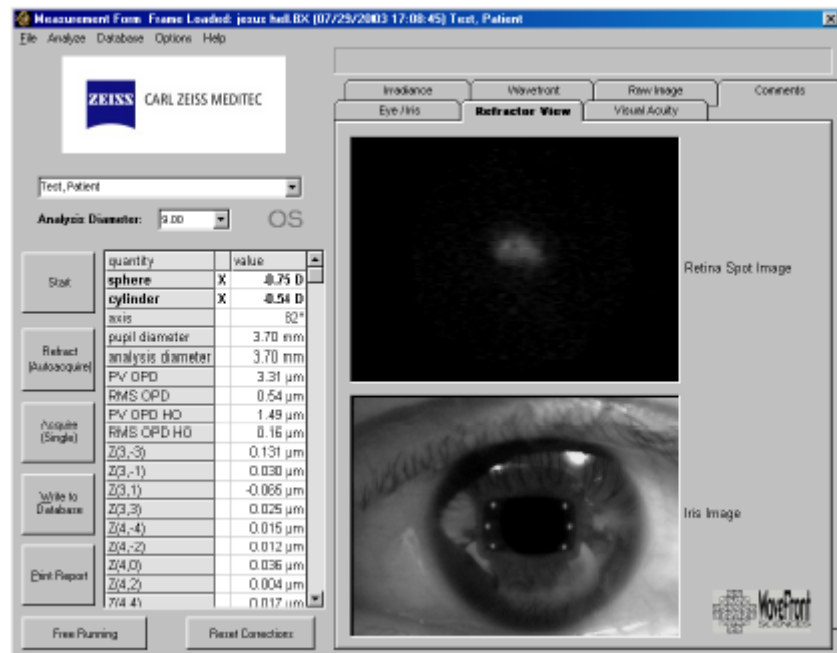 Measurement Form Frame Loaded: jesus hell.BX (07/29/2003 17:08:45) Test, Patient
File Analyze Database Options Help
ZEISS CARL ZEISS MEDITEC
Irradiance Wavefront Raw Image Comments
Eye / Iris Refractor View Visual Acuity
Test, Patient
Analysis Diameter: 9.00 OS
Start
Refract
(Autoacquire)
Acquire
(Single)
Write to
Database
Print Report
quantity value
sphere X -0.75 D
cylinder X -0.54 D
axis 82°
pupil diameter 3.70 mm
analysis diameter 3.70 mm
PV OPD 3.31 µm
RMS OPD 0.54 µm
PV OPD HO 1.49 µm
RMS OPD HO 0.16 µm
Z(3,-3) 0.131 µm
Z(3,-1) 0.030 µm
Z(3,1) -0.065 µm
Z(3,3) 0.025 µm
Z(4,-4) 0.015 µm
Z(4,-2) 0.012 µm
Z(4,0) 0.036 µm
Z(4,2) 0.004 µm
Z(4,4) 0.017 µm
Retina Spot Image
Iris Image
WaveFront
SCIENCES
Free Running Reset Corrections